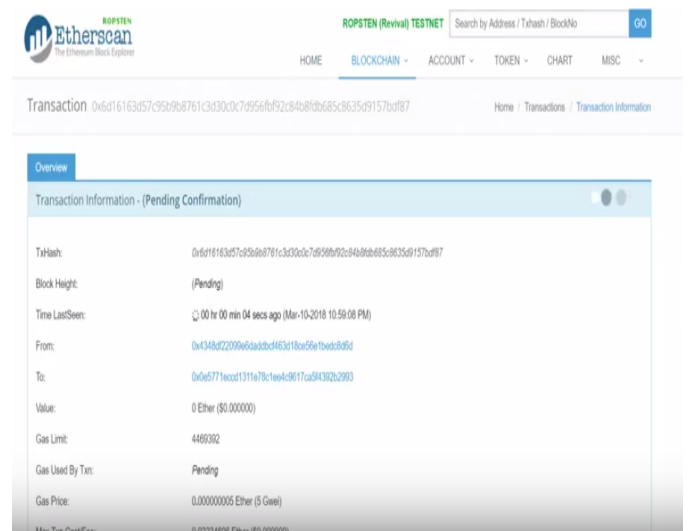 ROPSTEN
Etherscan
The Ethereum Block Explorer
ROPSTEN (Revival) TESTNET
Search by Address / Txhash / BlockNo
GO
HOME
BLOCKCHAIN
ACCOUNT
TOKEN
CHART
MISC
Transaction 0x6d16163d57c95b9b8761c3d30c0c7d956fbf92c84b8fdb685c8635d9157bdf87
Home / Transactions / Transaction Information
Overview
Transaction Information - (Pending Confirmation)
TxHash: 0x6d16163d57c95b9b8761c3d30c0c7d956fbf92c84b8fdb685c8635d9157bdf87
Block Height: (Pending)
Time LastSeen: 00 hr 00 min 04 secs ago (Mar-10-2018 10:59:08 PM)
From: 0x4348df22099e6daddbcf463d18ce56e1bedc8d6d
To: 0x0e5771eccd1311e78c1ee4c9617ca5f4392b2993
Value: 0 Ether ($0.000000)
Gas Limit: 4469392
Gas Used By Txn: Pending
Gas Price: 0.000000005 Ether (5 Gwei)